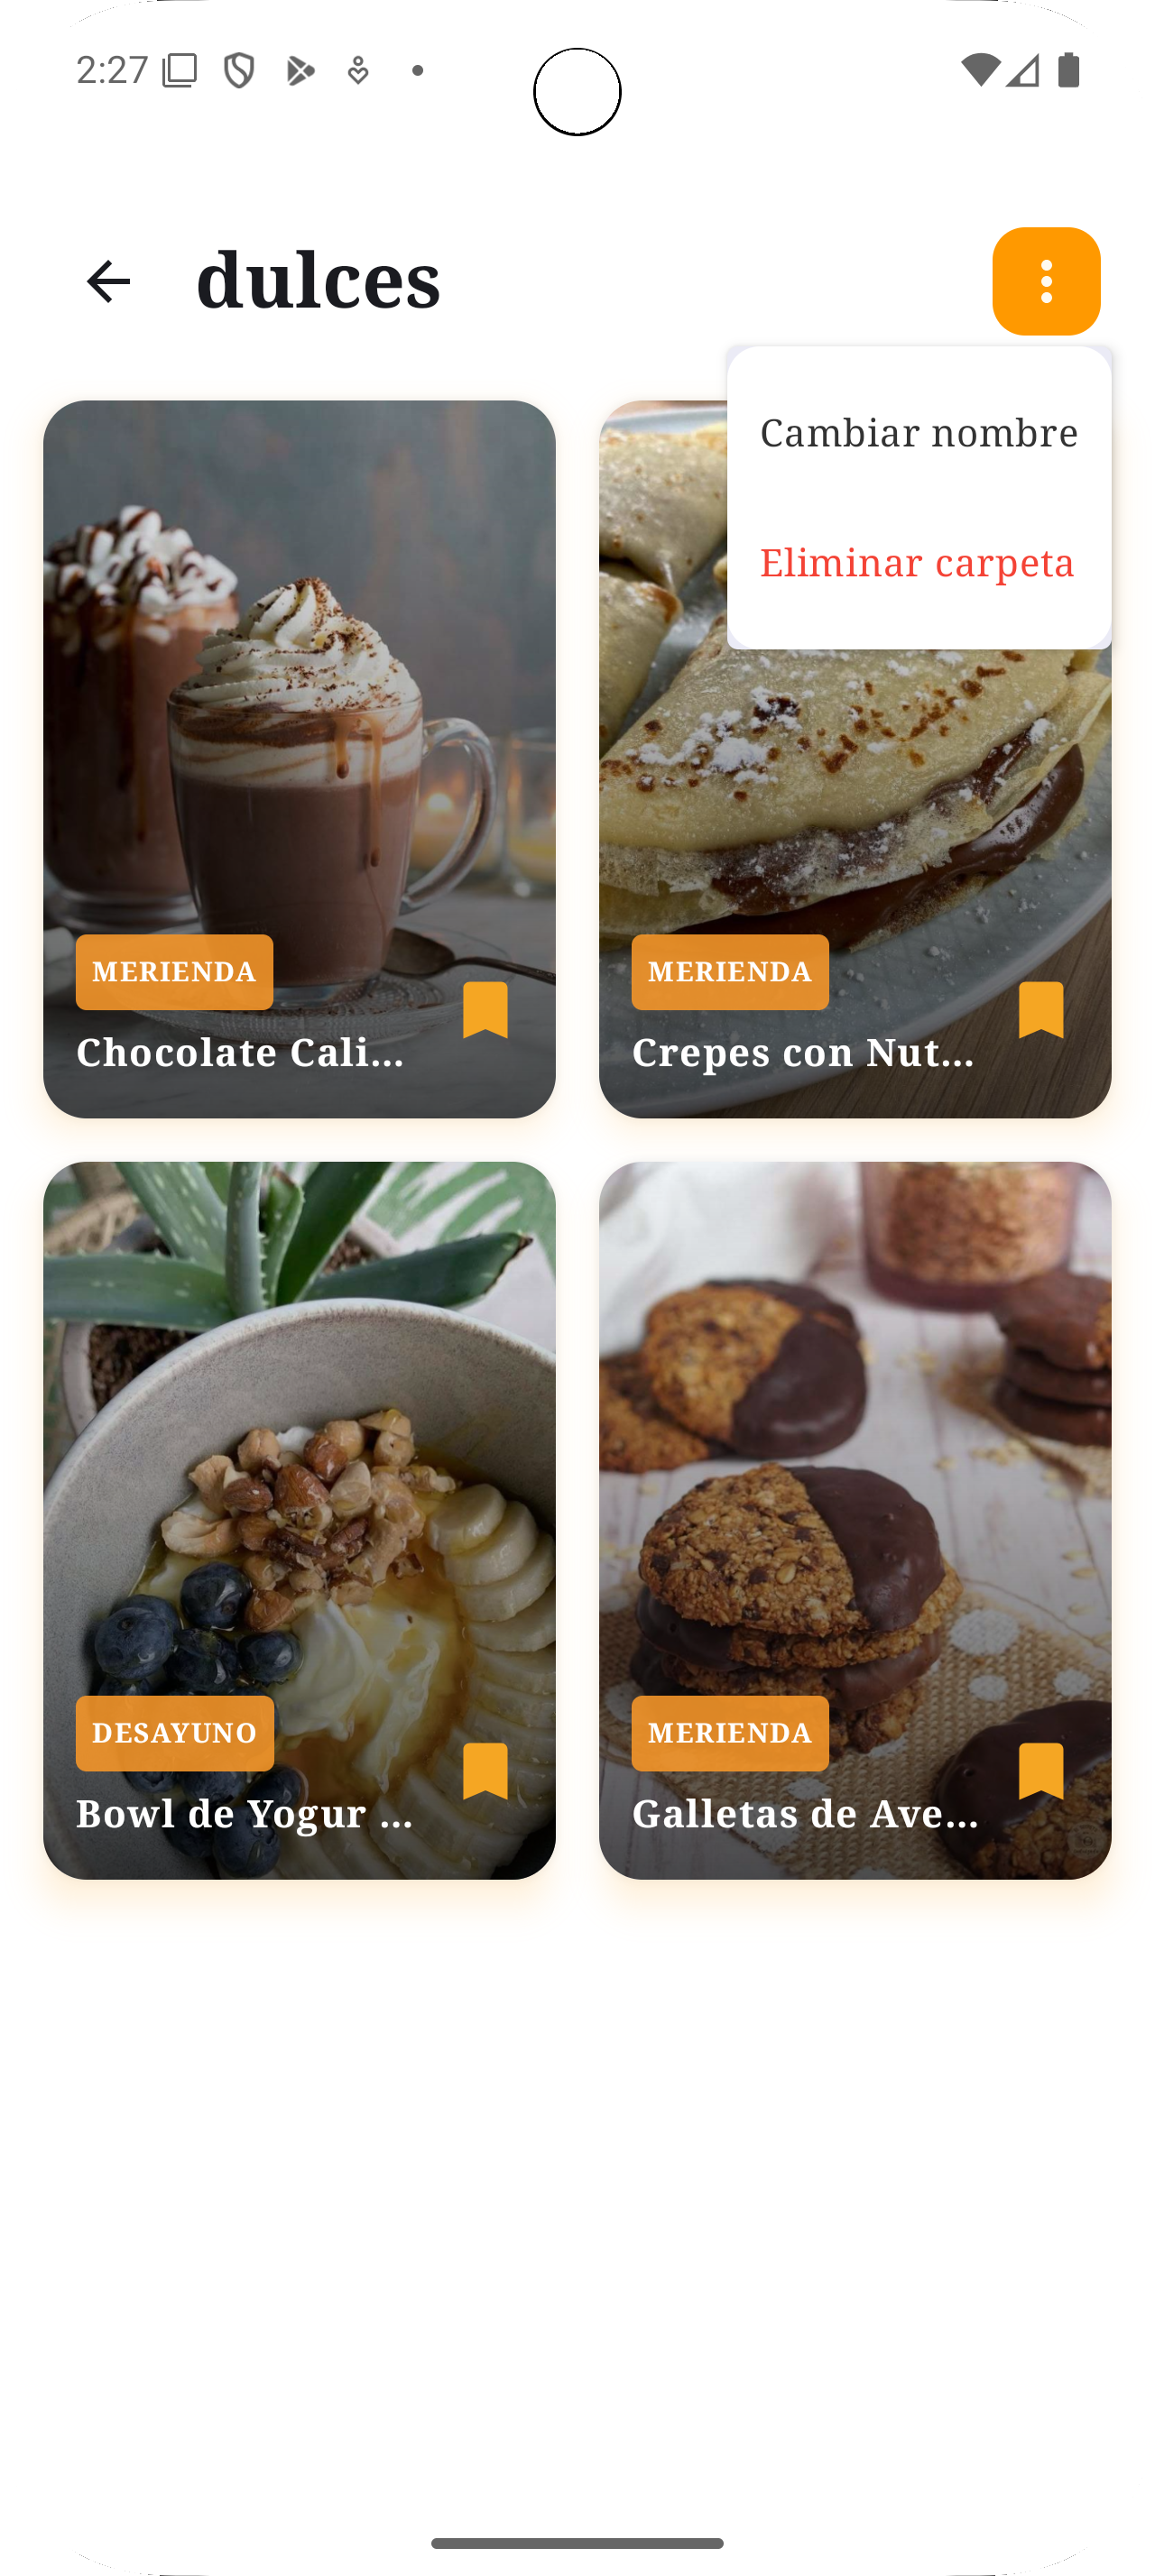 2:27
dulces
Cambiar nombre
Eliminar carpeta
MERIENDA
Chocolate Cali...
MERIENDA
Crepes con Nut...
DESAYUNO
Bowl de Yogur ...
MERIENDA
Galletas de Ave...